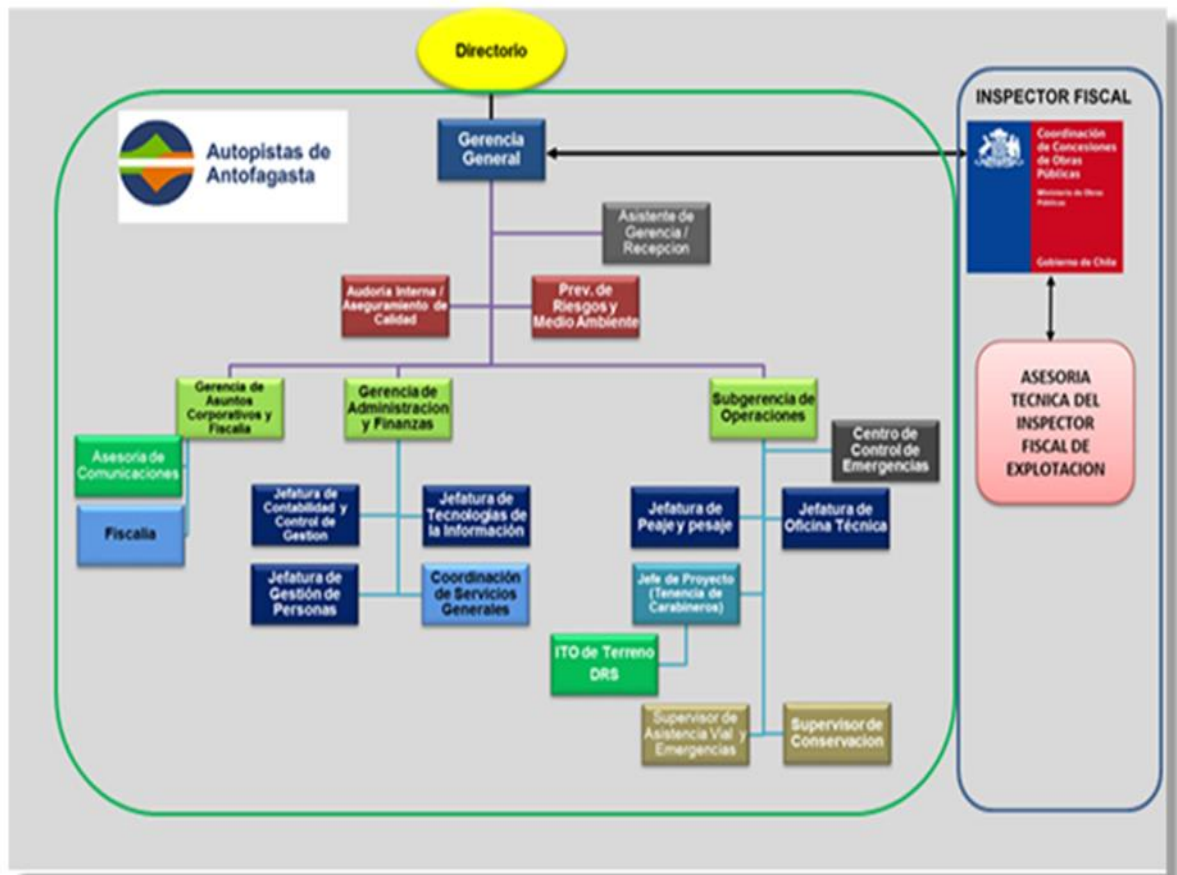 Directorio
INSPECTOR FISCAL
Autopistas de
Antofagasta
Gerencia
General
Coordinación
de Concesiones
de Obras
Públicas
Ministerio de Obras
Públicas
Gobierno de Chile
Asistente de
Gerencia /
Recepcion
Audoria Interna /
Aseguramiento de
Calidad
Prev. de
Riesgos y
Medio Ambiente
Gerencia de
Asuntos
Corporativos y
Fiscalia
Gerencia de
Administracion
y Finanzas
Subgerencia de
Operaciones
ASESORIA
TECNICA DEL
INSPECTOR
FISCAL DE
EXPLOTACION
Asesoria de
Comunicaciones
Centro de
Control de
Emergencias
Fiscalia
Jefatura de
Contabilidad y
Control de
Gestion
Jefatura de
Tecnologías de
la Información
Jefatura de
Peaje y pesaje
Jefatura de
Oficina Técnica
Jefatura de
Gestión de
Personas
Coordinación
de Servicios
Generales
Jefe de Proyecto
(Tenencia de
Carabineros)
ITO de Terreno
DRS
Supervisor de
Asistencia Vial y
Emergencias
Supervisor de
Conservacion